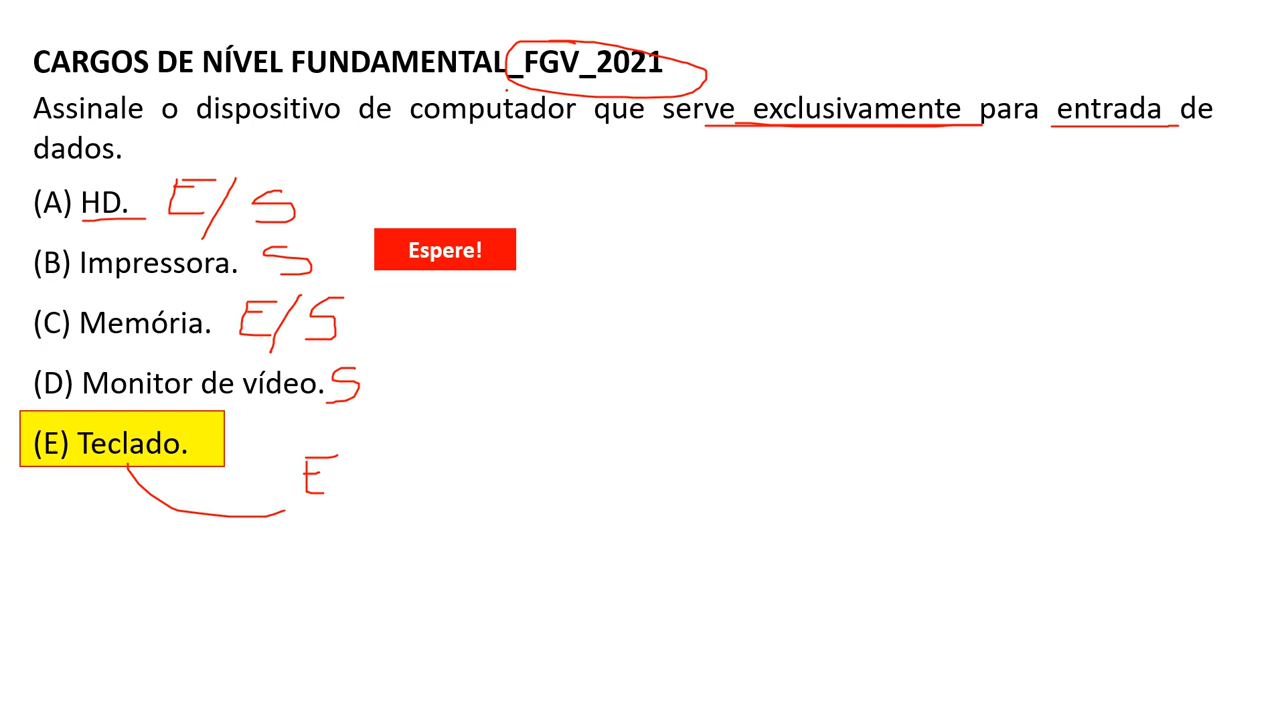 CARGOS DE NÍVEL FUNDAMENTAL_FGV_2021
Assinale o dispositivo de computador que serve exclusivamente para entrada de
dados.
(A) HD. E/S
(B) Impressora. S
Espere!
(C) Memória. E/S
(D) Monitor de vídeo. S
(E) Teclado.
E